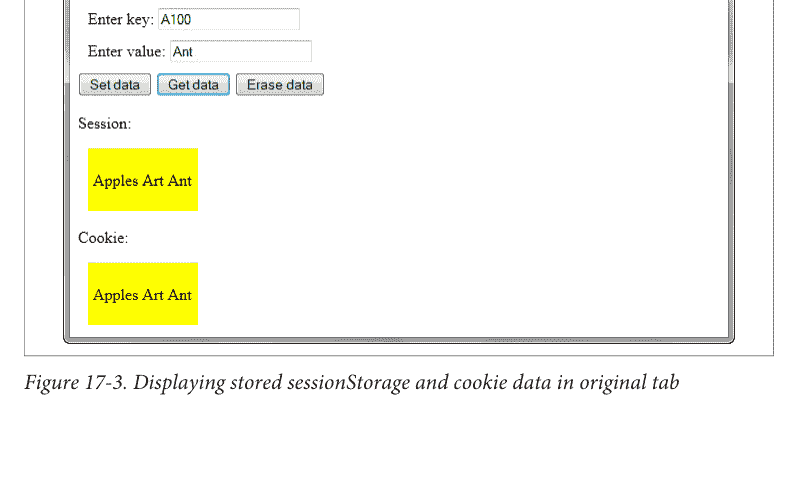 Enter key: A100
Enter value: Ant
Set data Get data Erase data
Session:
Apples Art Ant
Cookie:
Apples Art Ant
Figure 17-3. Displaying stored sessionStorage and cookie data in original tab